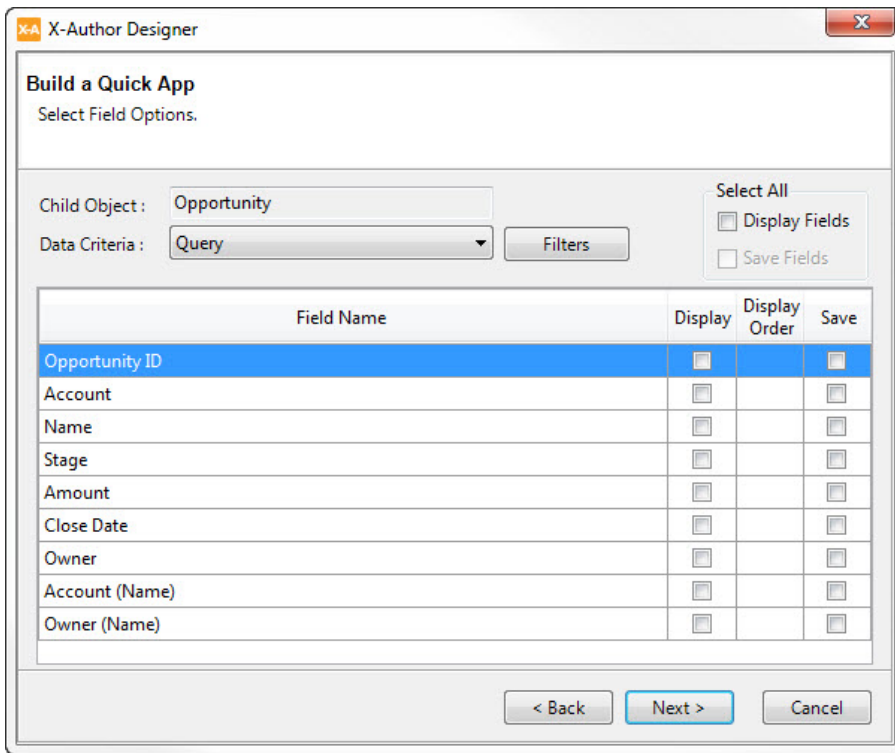 X-A X-Author Designer
Build a Quick App
Select Field Options.
Child Object : Opportunity
Select All
Display Fields
Data Criteria : Query Filters
Save Fields
Field Name Display Display Order Save
Opportunity ID
Account
Name
Stage
Amount
Close Date
Owner
Account (Name)
Owner (Name)
< Back Next > Cancel